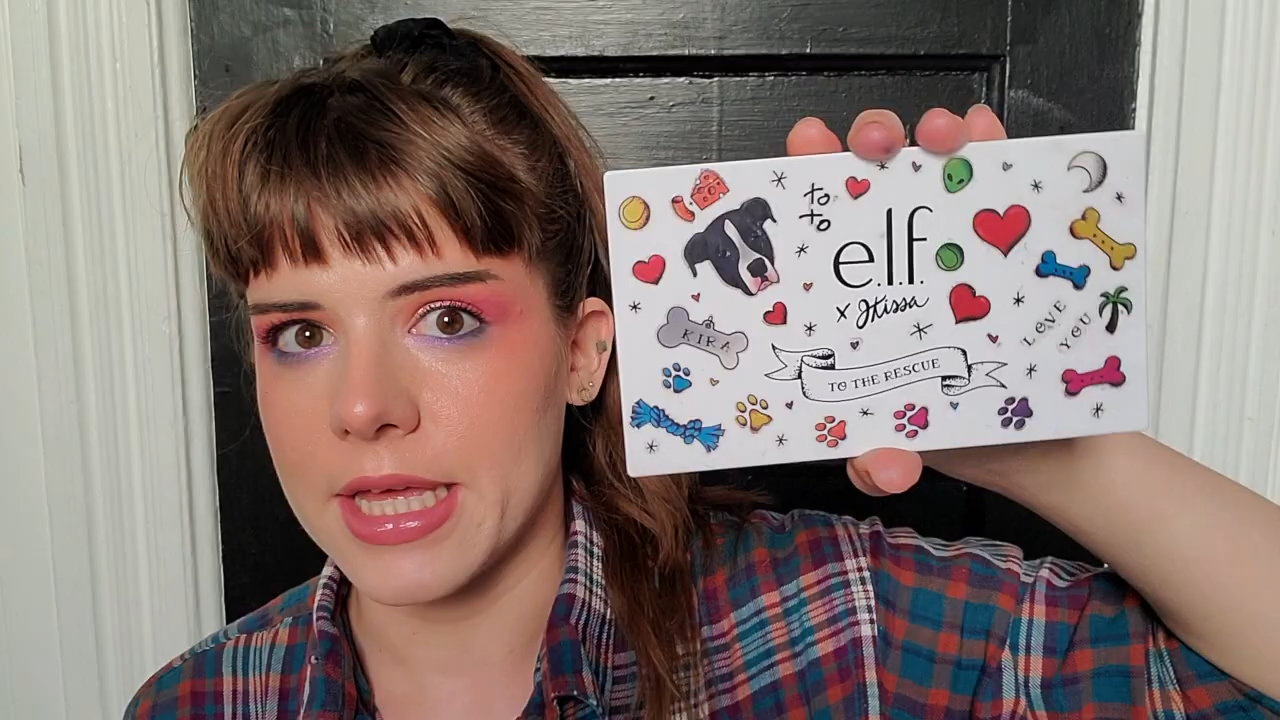 to
to
e.l.f.
x Jkissa
KIRA
LOVE
YOU
TO THE RESCUE